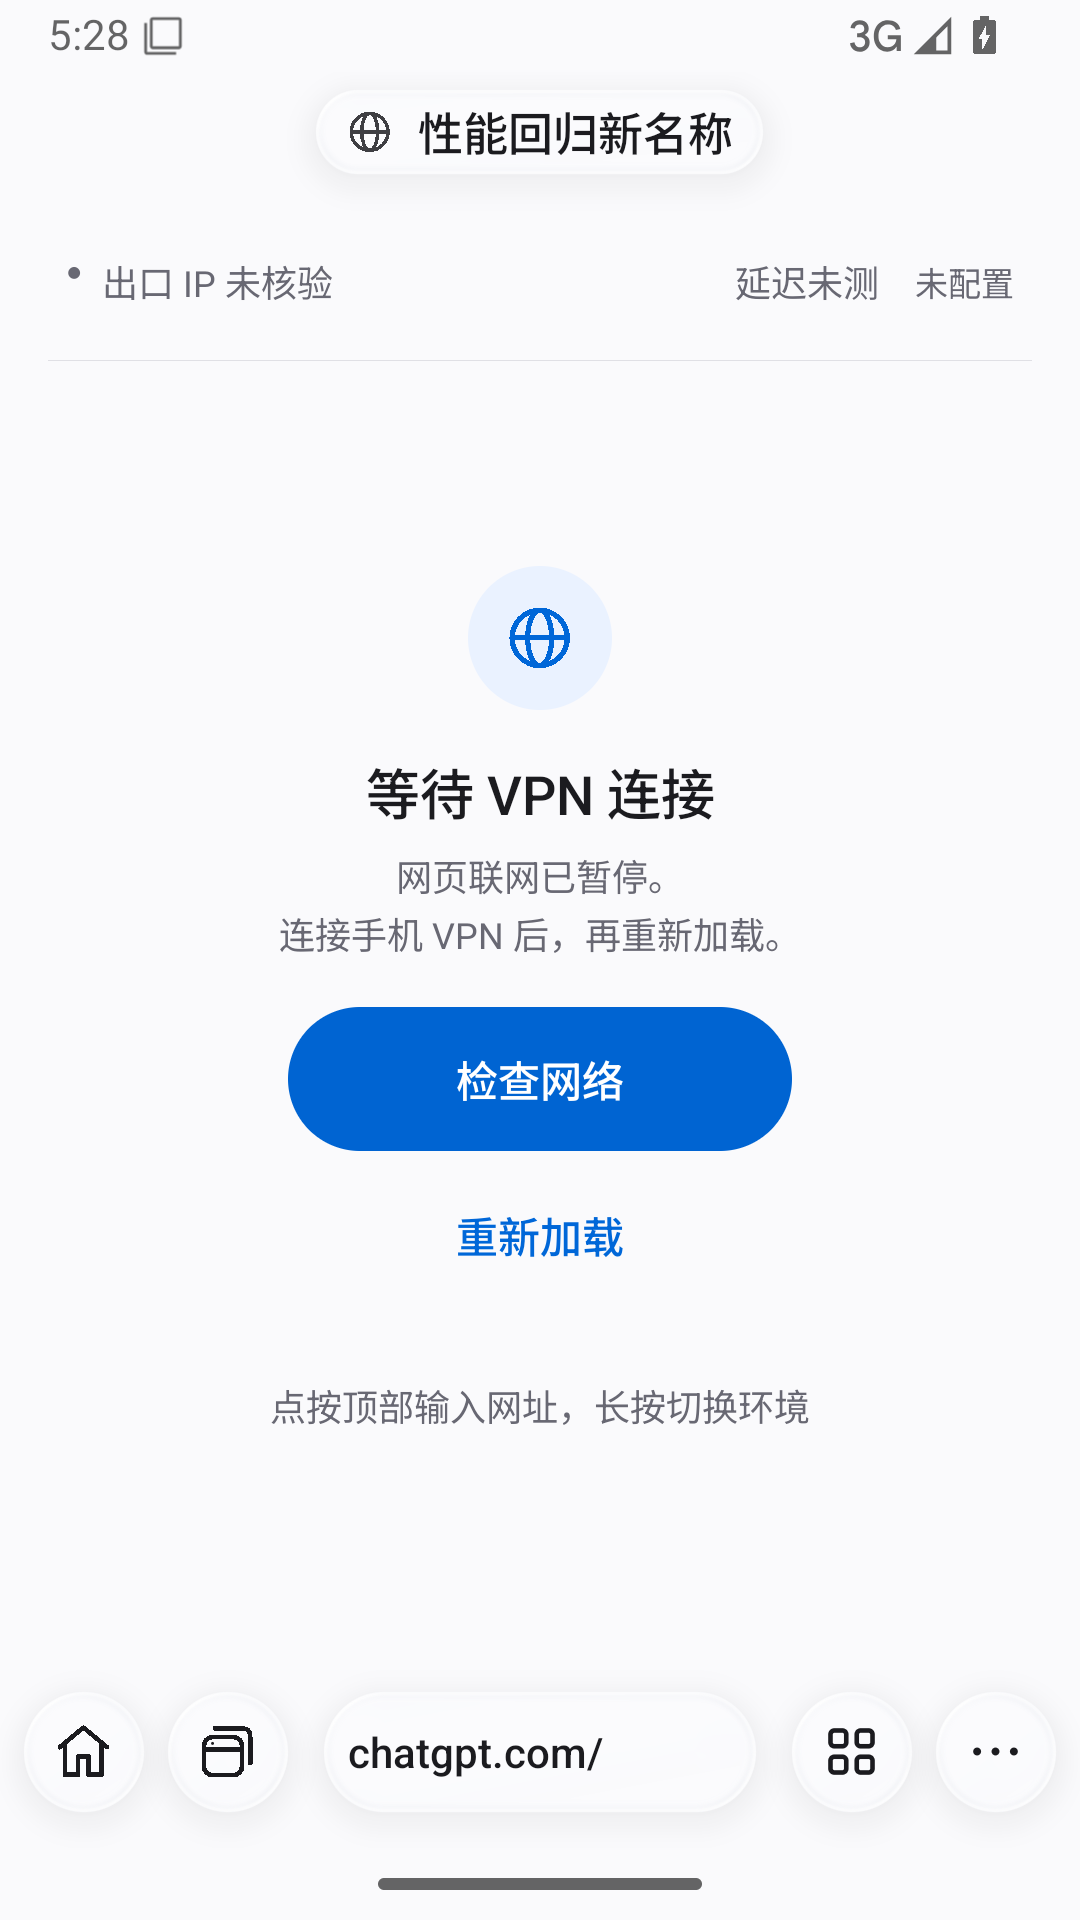 5:28
3G
性能回归新名称
出口 IP 未核验
延迟未测
未配置
等待 VPN 连接
网页联网已暂停。
连接手机 VPN 后，再重新加载。
检查网络
重新加载
点按顶部输入网址，长按切换环境
chatgpt.com/